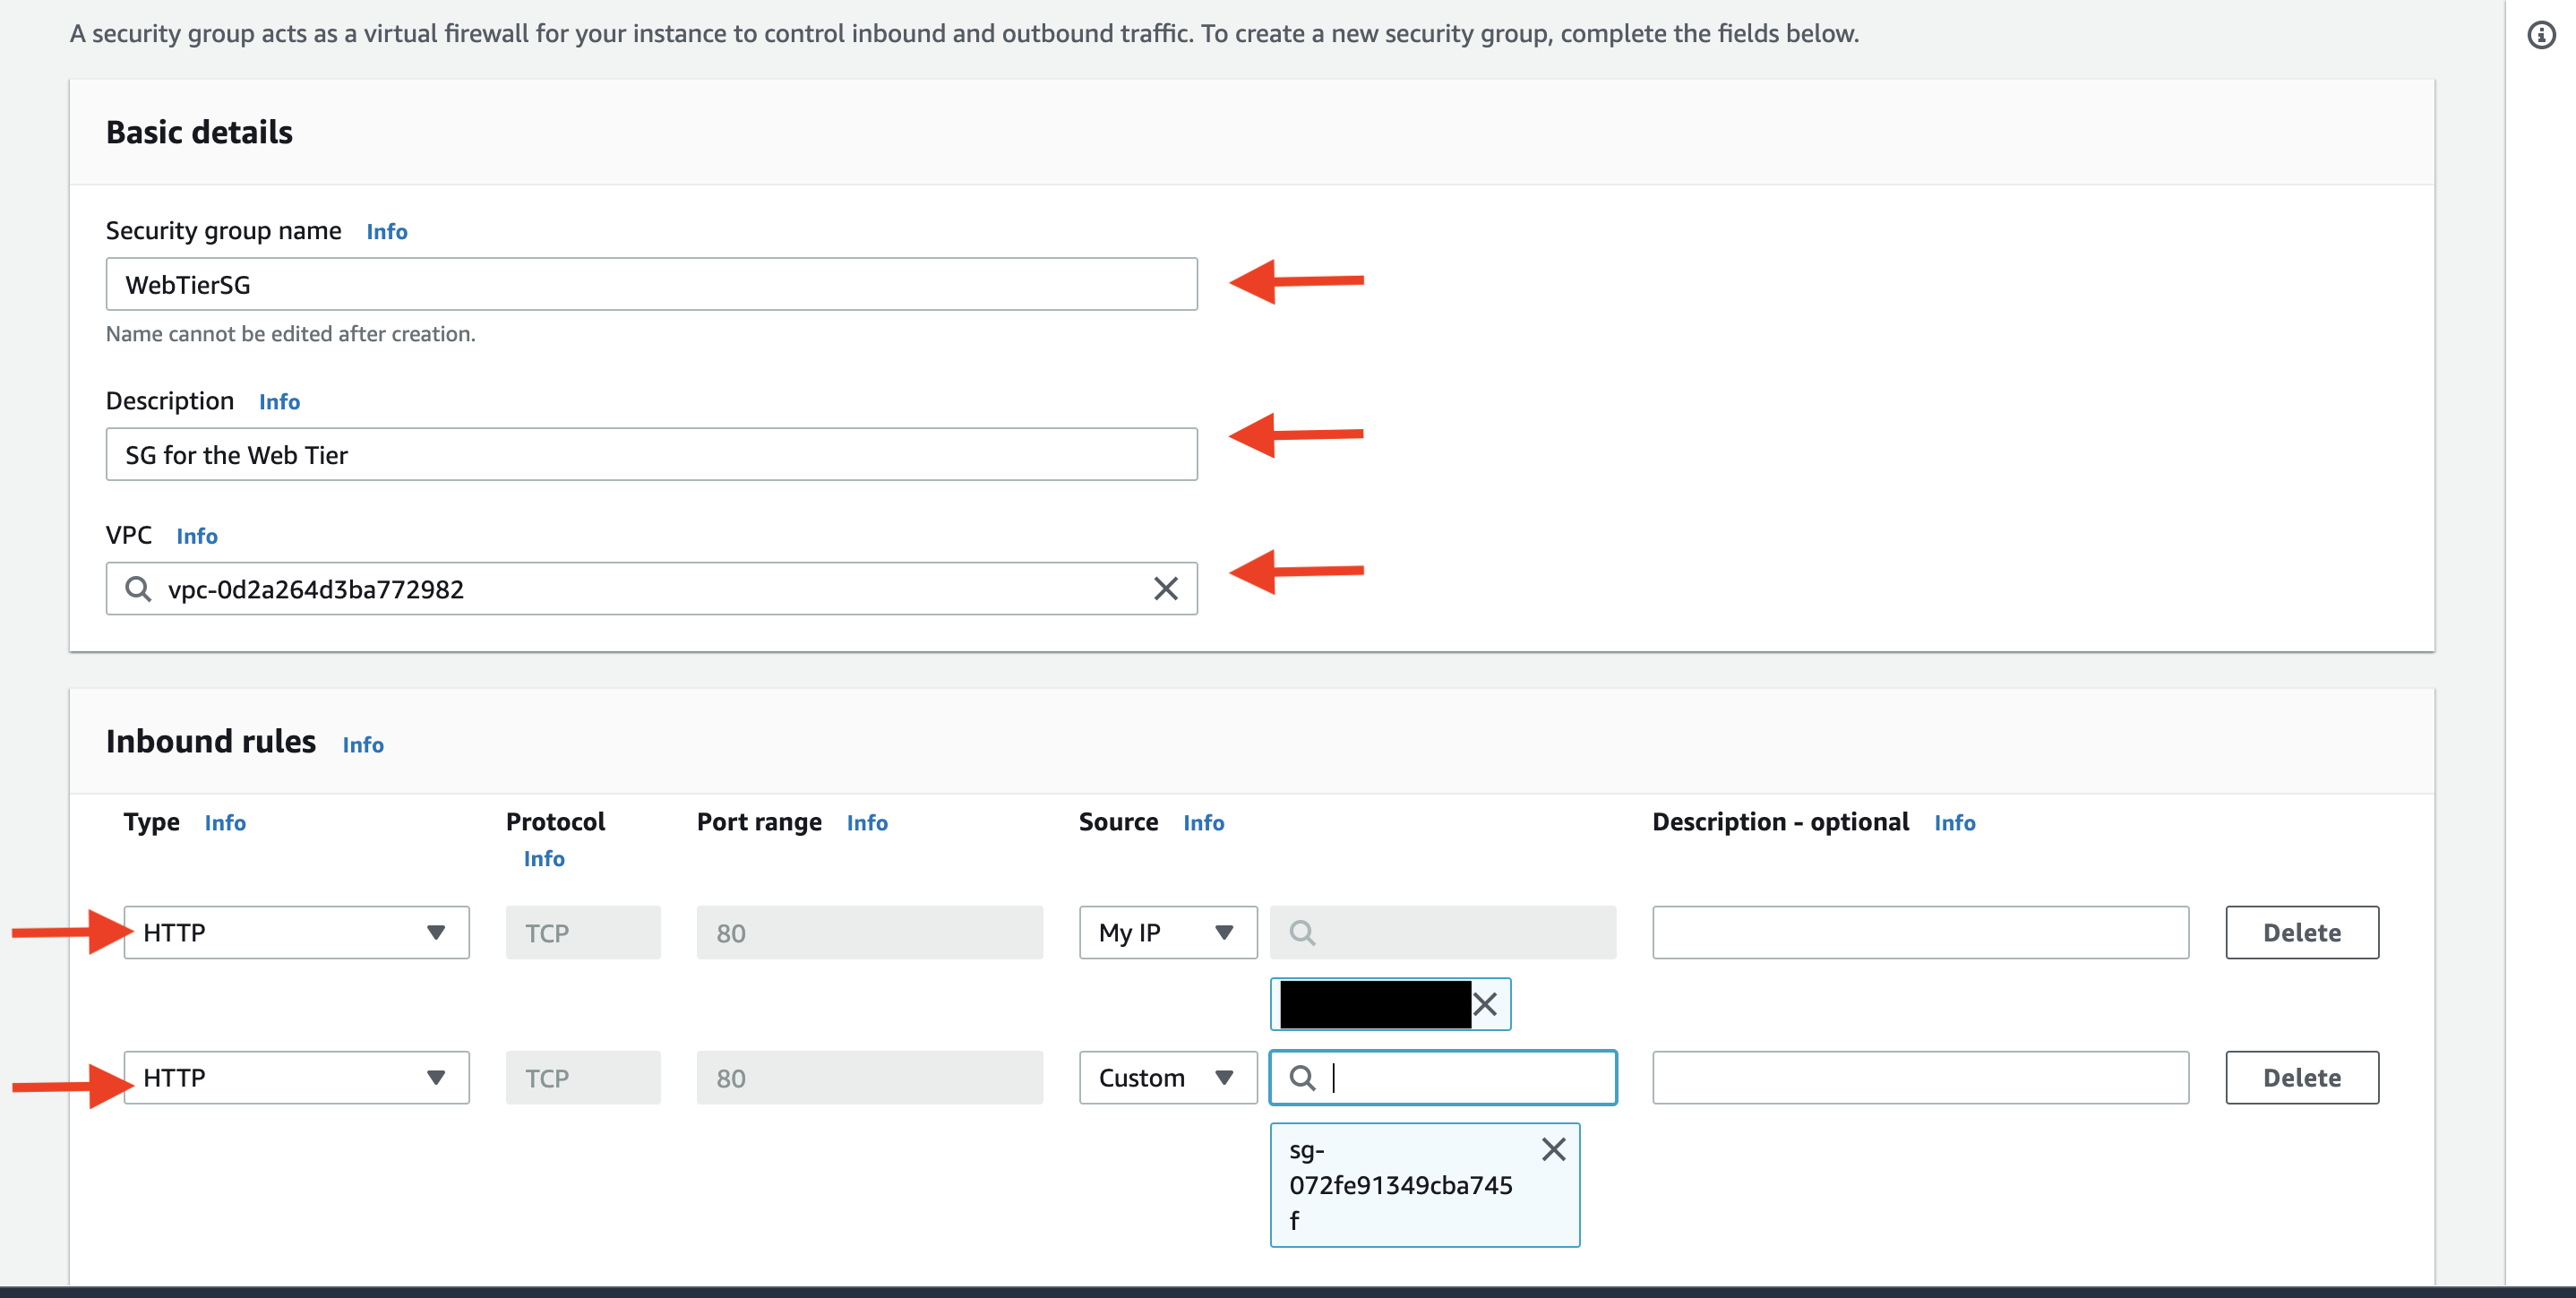 A security group acts as a virtual firewall for your instance to control inbound and outbound traffic. To create a new security group, complete the fields below.
Basic details
Security group name Info
WebTierSG
Name cannot be edited after creation.
Description Info
SG for the Web Tier
VPC Info
vpc-0d2a264d3ba772982
Inbound rules Info
Type Info Protocol Port range Info Source Info Description - optional Info
Info
HTTP TCP 80 My IP Delete
HTTP TCP 80 Custom Delete
sg-
072fe91349cba745
f